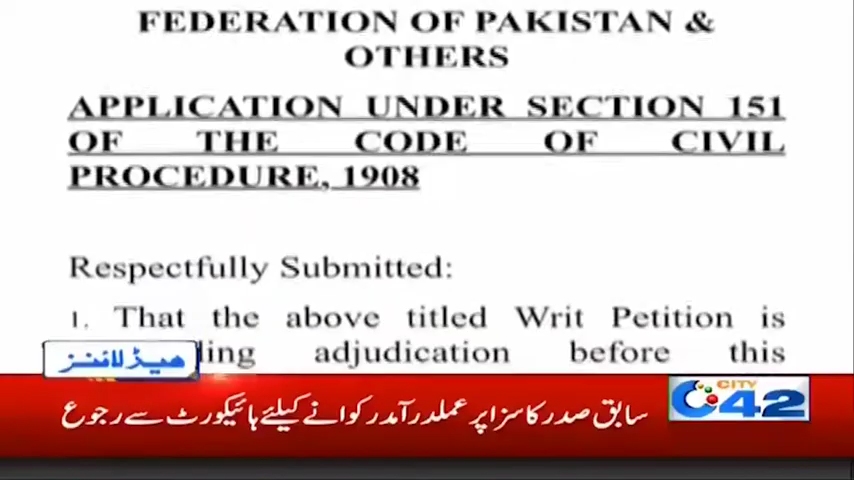 FEDERATION OF PAKISTAN &
OTHERS
APPLICATION UNDER SECTION 151
OF THE CODE OF CIVIL
PROCEDURE, 1908
Respectfully Submitted:
1. That the above titled Writ Petition is
adjudication before this
ہیڈلائنز
سابق صدر کا سزا پر عملدرآمد رکوانے کیلئے ہائیکورٹ سے رجوع
CITY
42